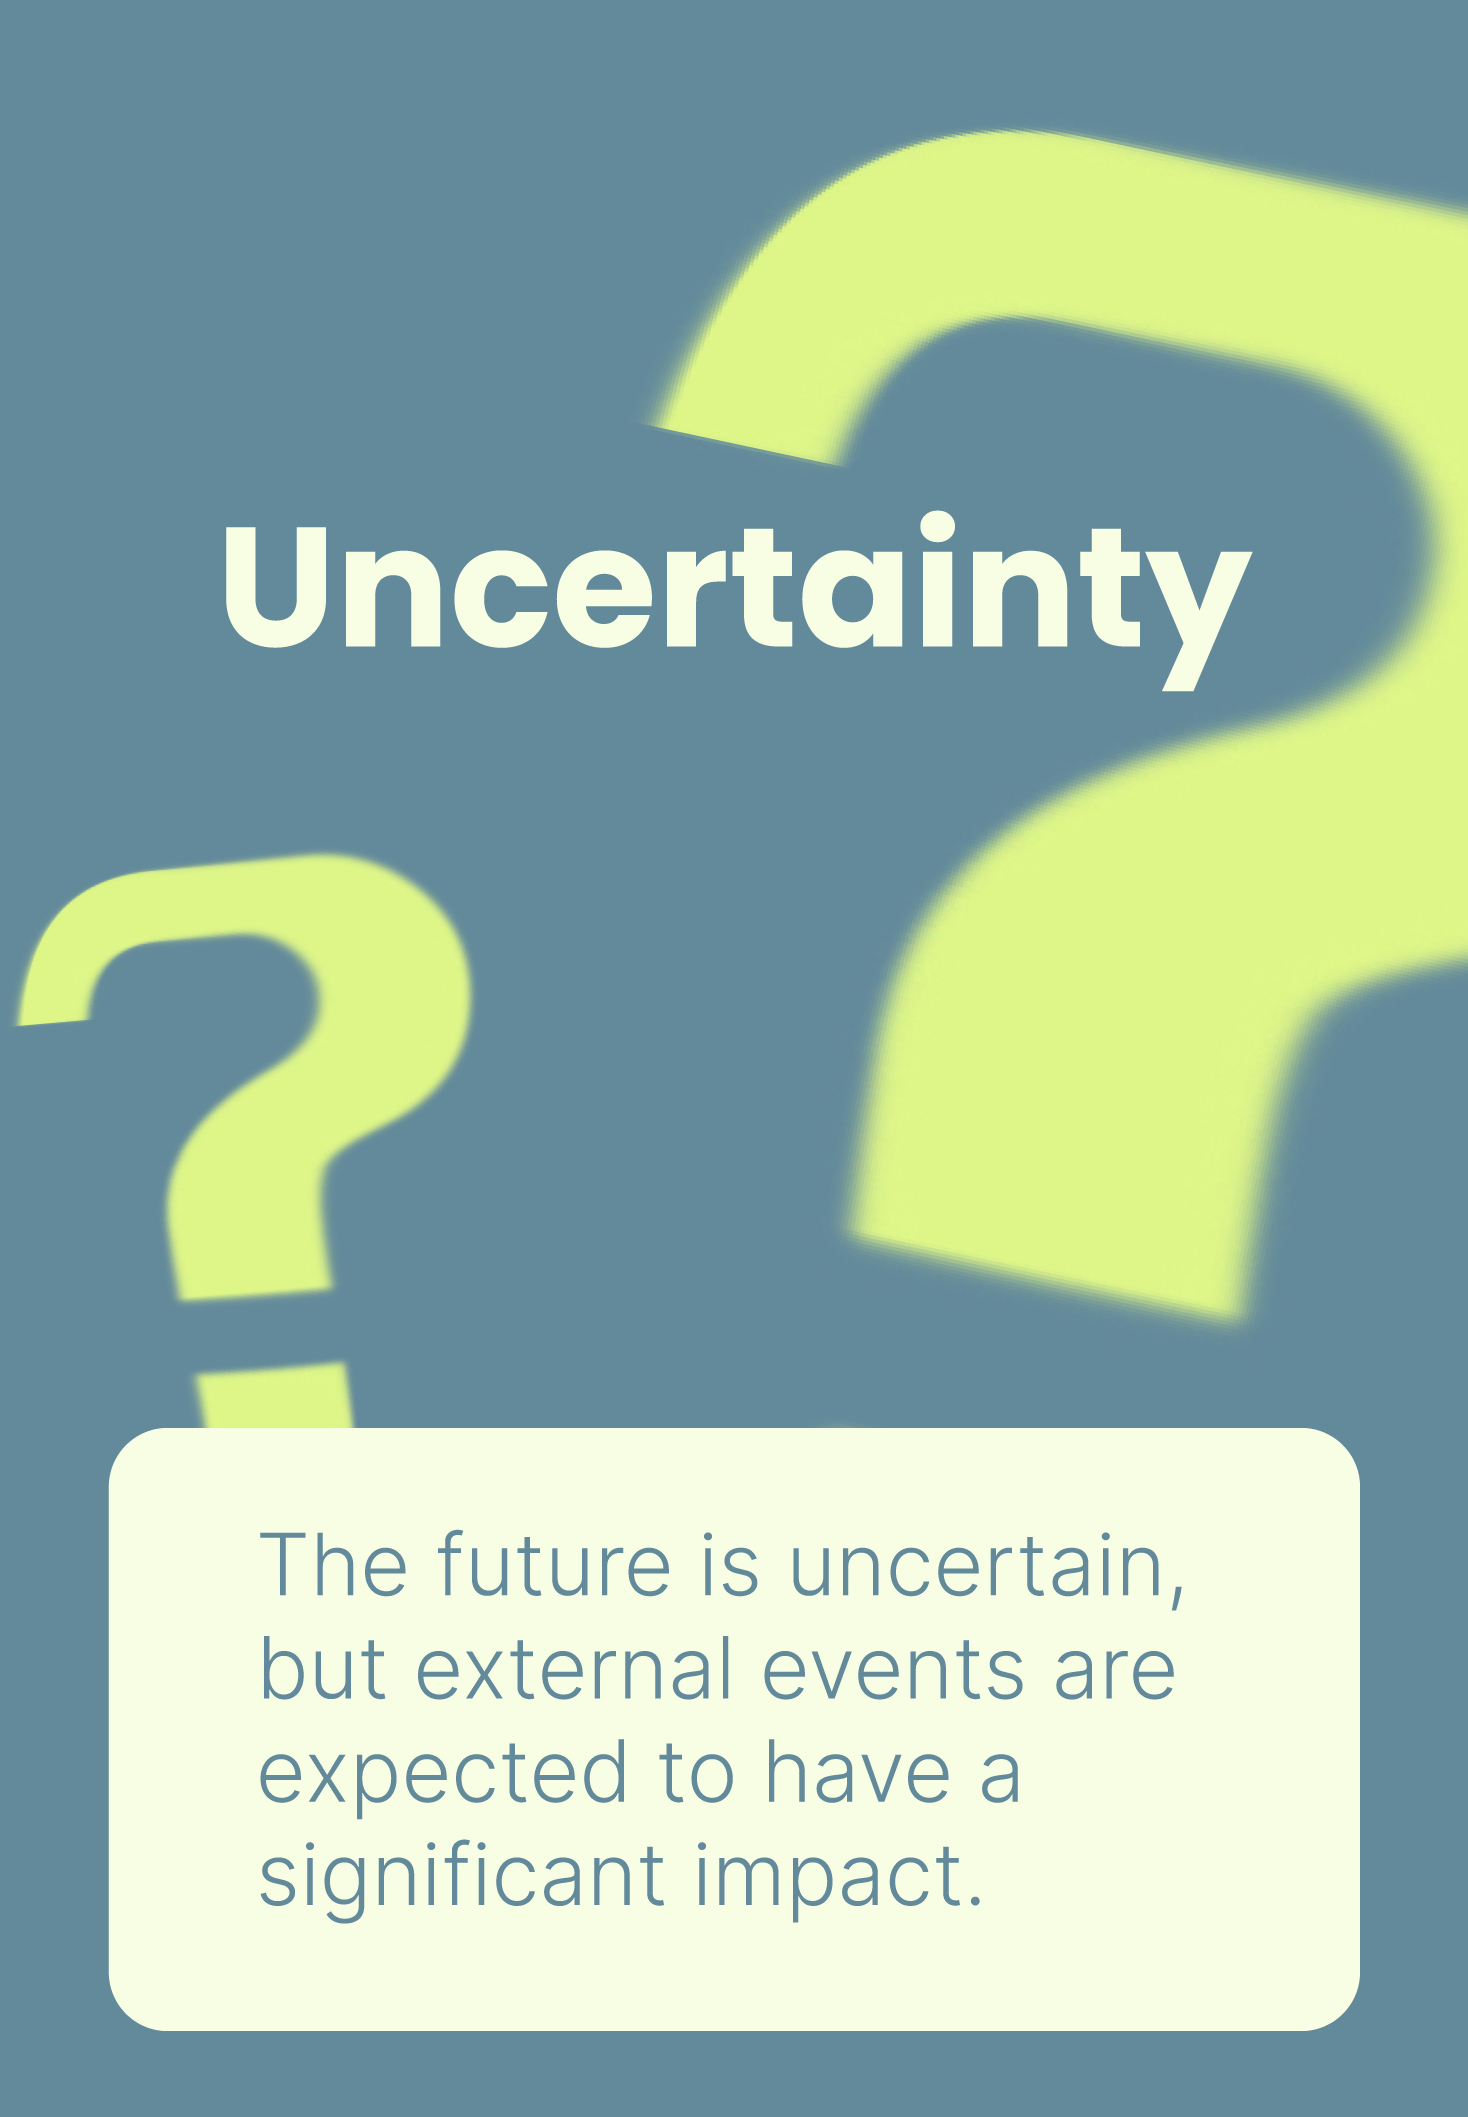 Uncertainty
The future is uncertain,
but external events are
expected to have a
significant impact.